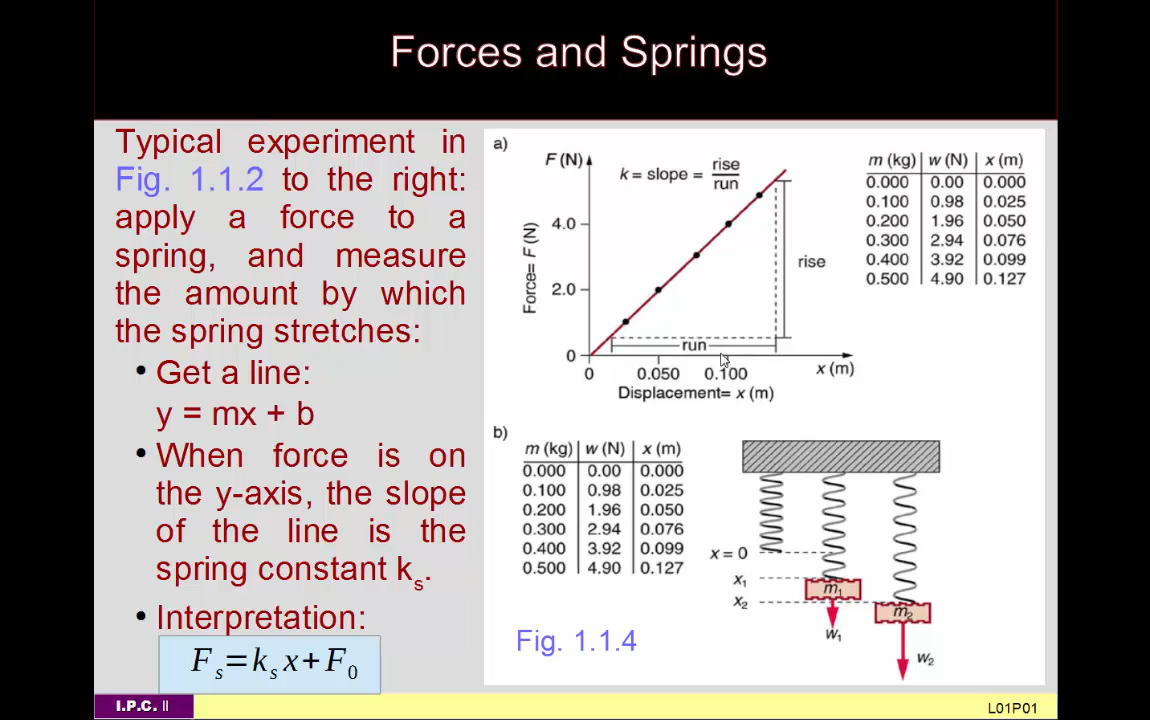 Forces and Springs
Typical experiment in
Fig. 1.1.2 to the right:
apply a force to a
spring, and measure
the amount by which
the spring stretches:
• Get a line:
y = mx + b
• When force is on
the y-axis, the slope
of the line is the
spring constant ks.
• Interpretation:
Fs=ks x+F0
a)
F (N)
k = slope = rise
run
4.0
2.0
0
Force= F (N)
rise
run
0 0.050 0.100 x (m)
Displacement= x (m)
m (kg) w (N) x (m)
0.000 0.00 0.000
0.100 0.98 0.025
0.200 1.96 0.050
0.300 2.94 0.076
0.400 3.92 0.099
0.500 4.90 0.127
b)
m (kg) w (N) x (m)
0.000 0.00 0.000
0.100 0.98 0.025
0.200 1.96 0.050
0.300 2.94 0.076
0.400 3.92 0.099
0.500 4.90 0.127
x = 0
x1
x2
m1
m2
w1
w2
Fig. 1.1.4
I.P.C. II
L01P01